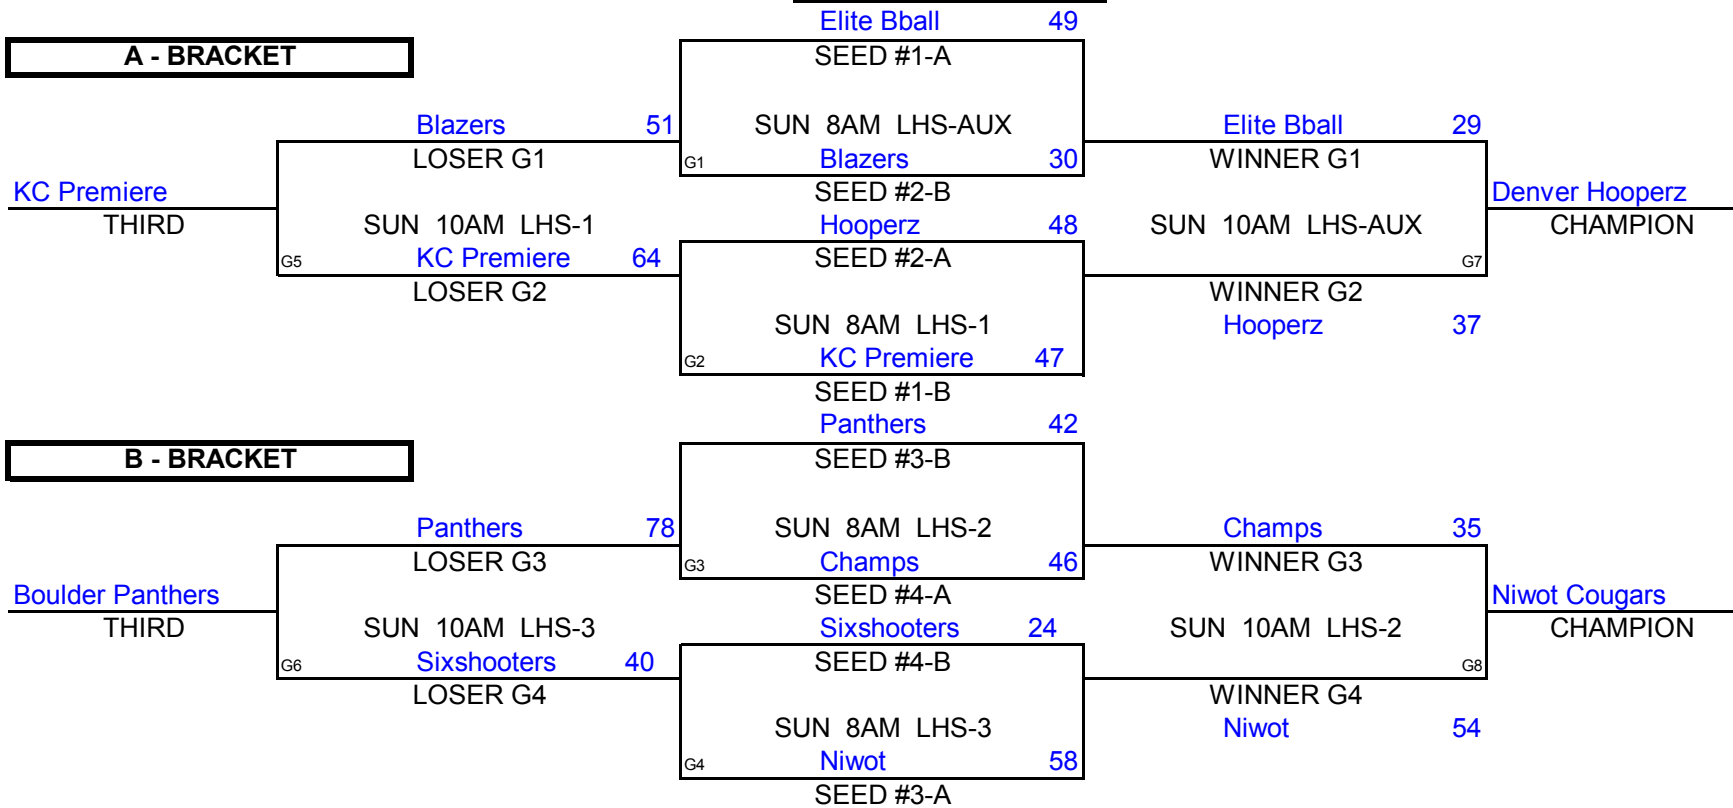 Elite Bball 49
A - BRACKET
SEED #1-A
Blazers 51
SUN 8AM LHS-AUX
Elite Bball 29
LOSER G1
G1
Blazers 30
WINNER G1
KC Premiere
SEED #2-B
Denver Hooperz
THIRD
SUN 10AM LHS-1
Hooperz 48
SUN 10AM LHS-AUX
CHAMPION
G5
KC Premiere 64
SEED #2-A
G7
LOSER G2
WINNER G2
SUN 8AM LHS-1
Hooperz 37
G2
KC Premiere 47
SEED #1-B
Panthers 42
B - BRACKET
SEED #3-B
Panthers 78
SUN 8AM LHS-2
Champs 35
LOSER G3
G3
Champs 46
WINNER G3
Boulder Panthers
SEED #4-A
Niwot Cougars
THIRD
SUN 10AM LHS-3
Sixshooters 24
SUN 10AM LHS-2
CHAMPION
G6
Sixshooters 40
SEED #4-B
G8
LOSER G4
WINNER G4
SUN 8AM LHS-3
Niwot 54
G4
Niwot 58
SEED #3-A